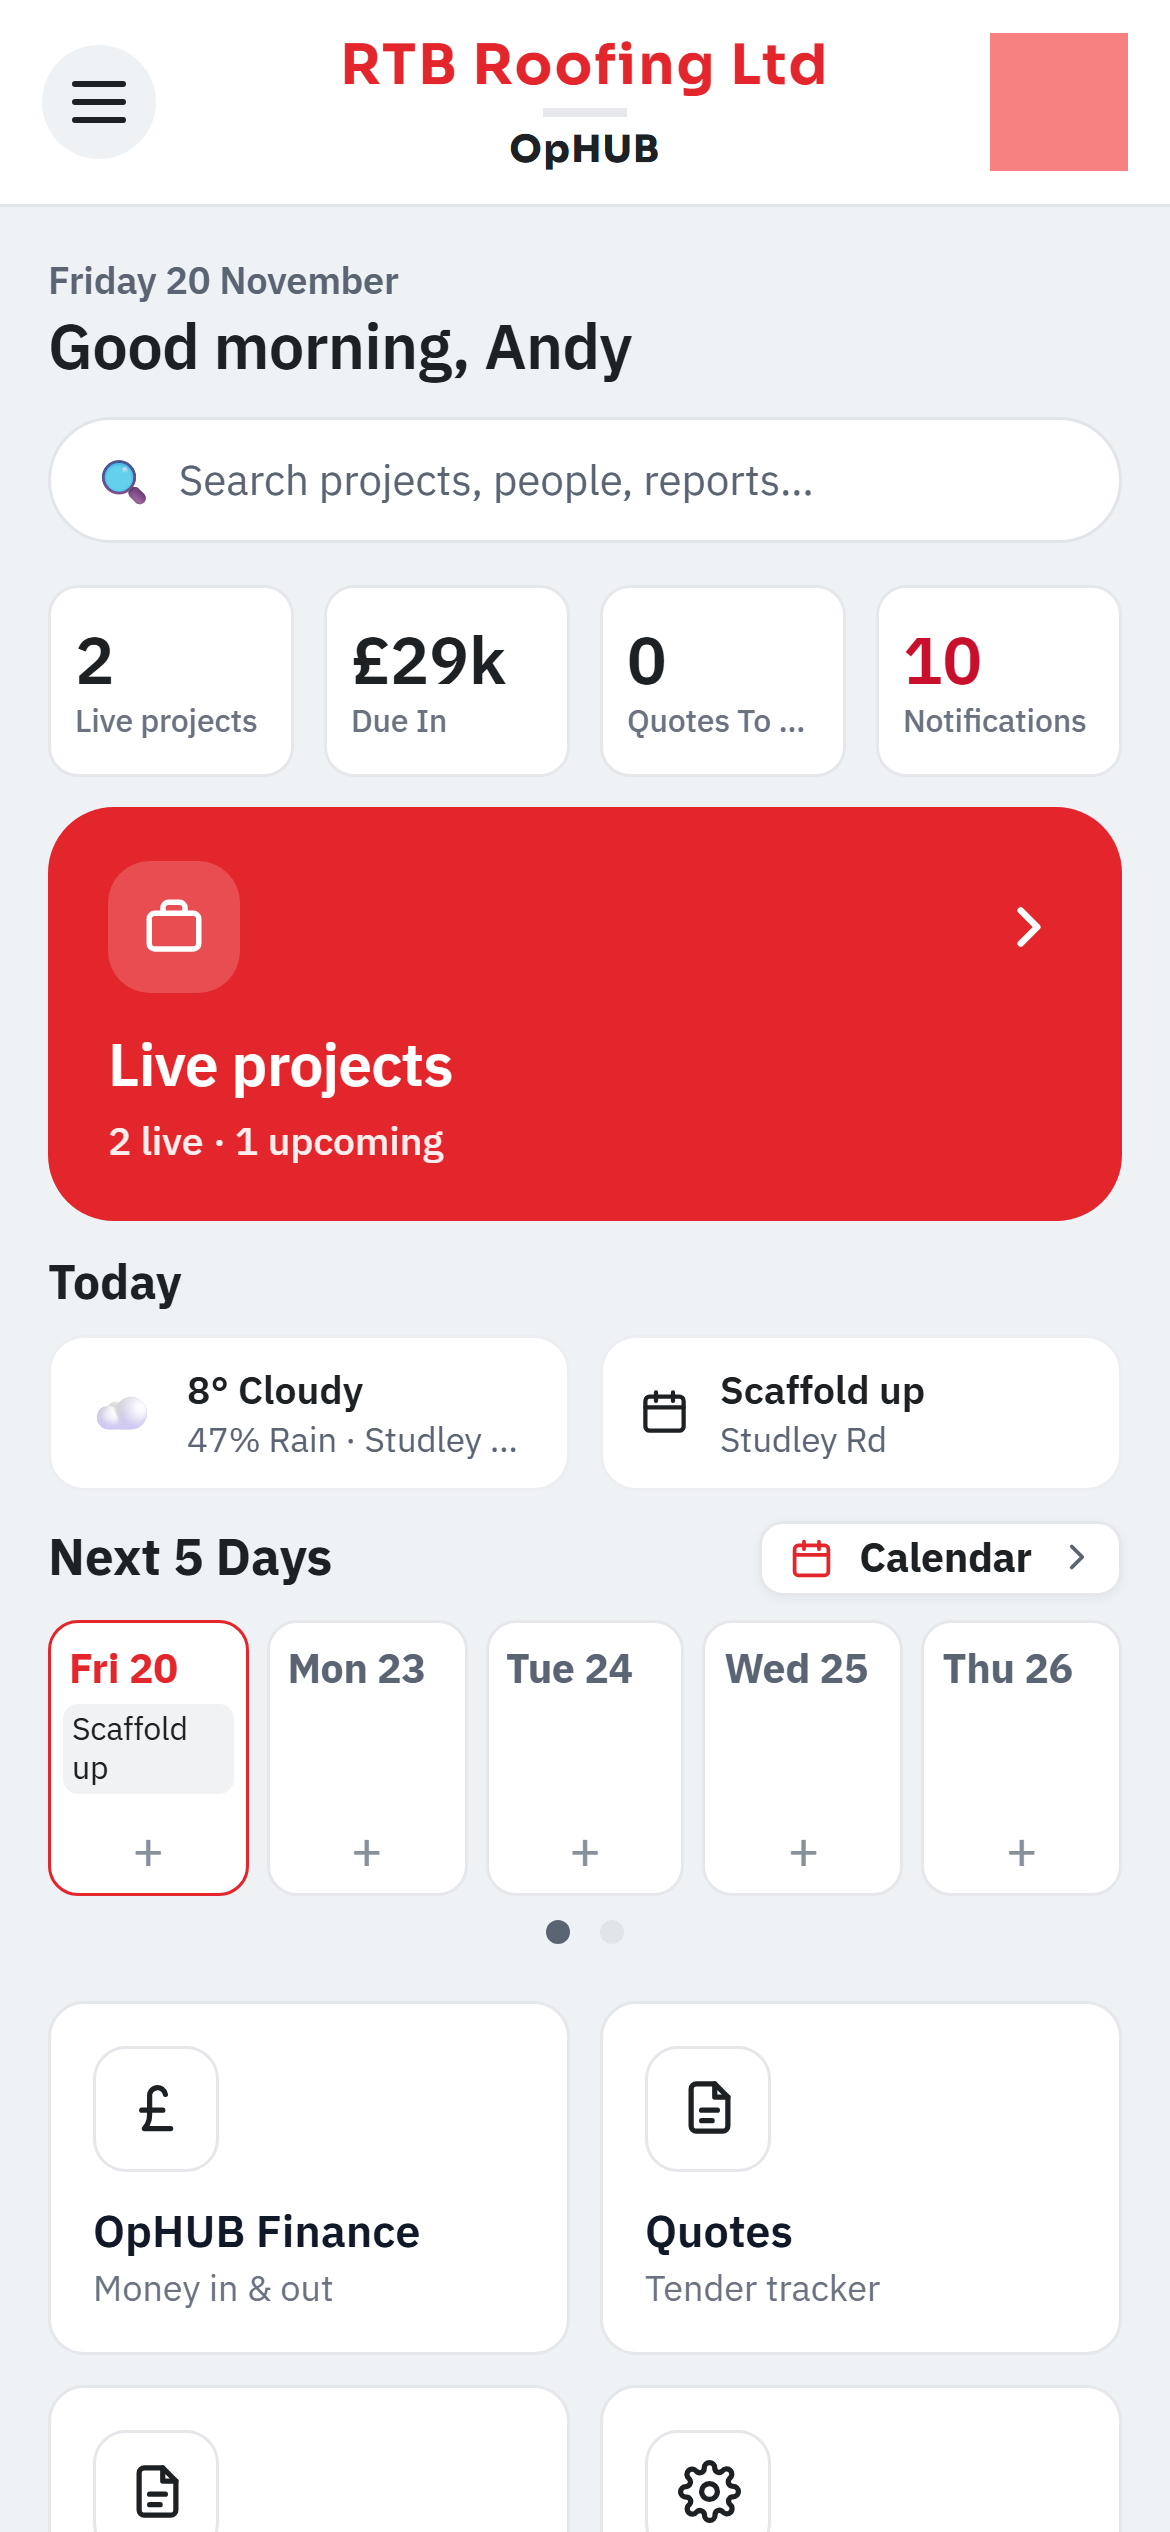 RTB Roofing Ltd
OpHUB
Friday 20 November
Good morning, Andy
Search projects, people, reports...
2
Live projects
£29k
Due In
0
Quotes To ...
10
Notifications
Live projects
2 live · 1 upcoming
Today
8° Cloudy
47% Rain · Studley ...
Scaffold up
Studley Rd
Next 5 Days
Calendar
Fri 20
Scaffold
up
+
Mon 23
+
Tue 24
+
Wed 25
+
Thu 26
+
£
OpHUB Finance
Money in & out
Quotes
Tender tracker